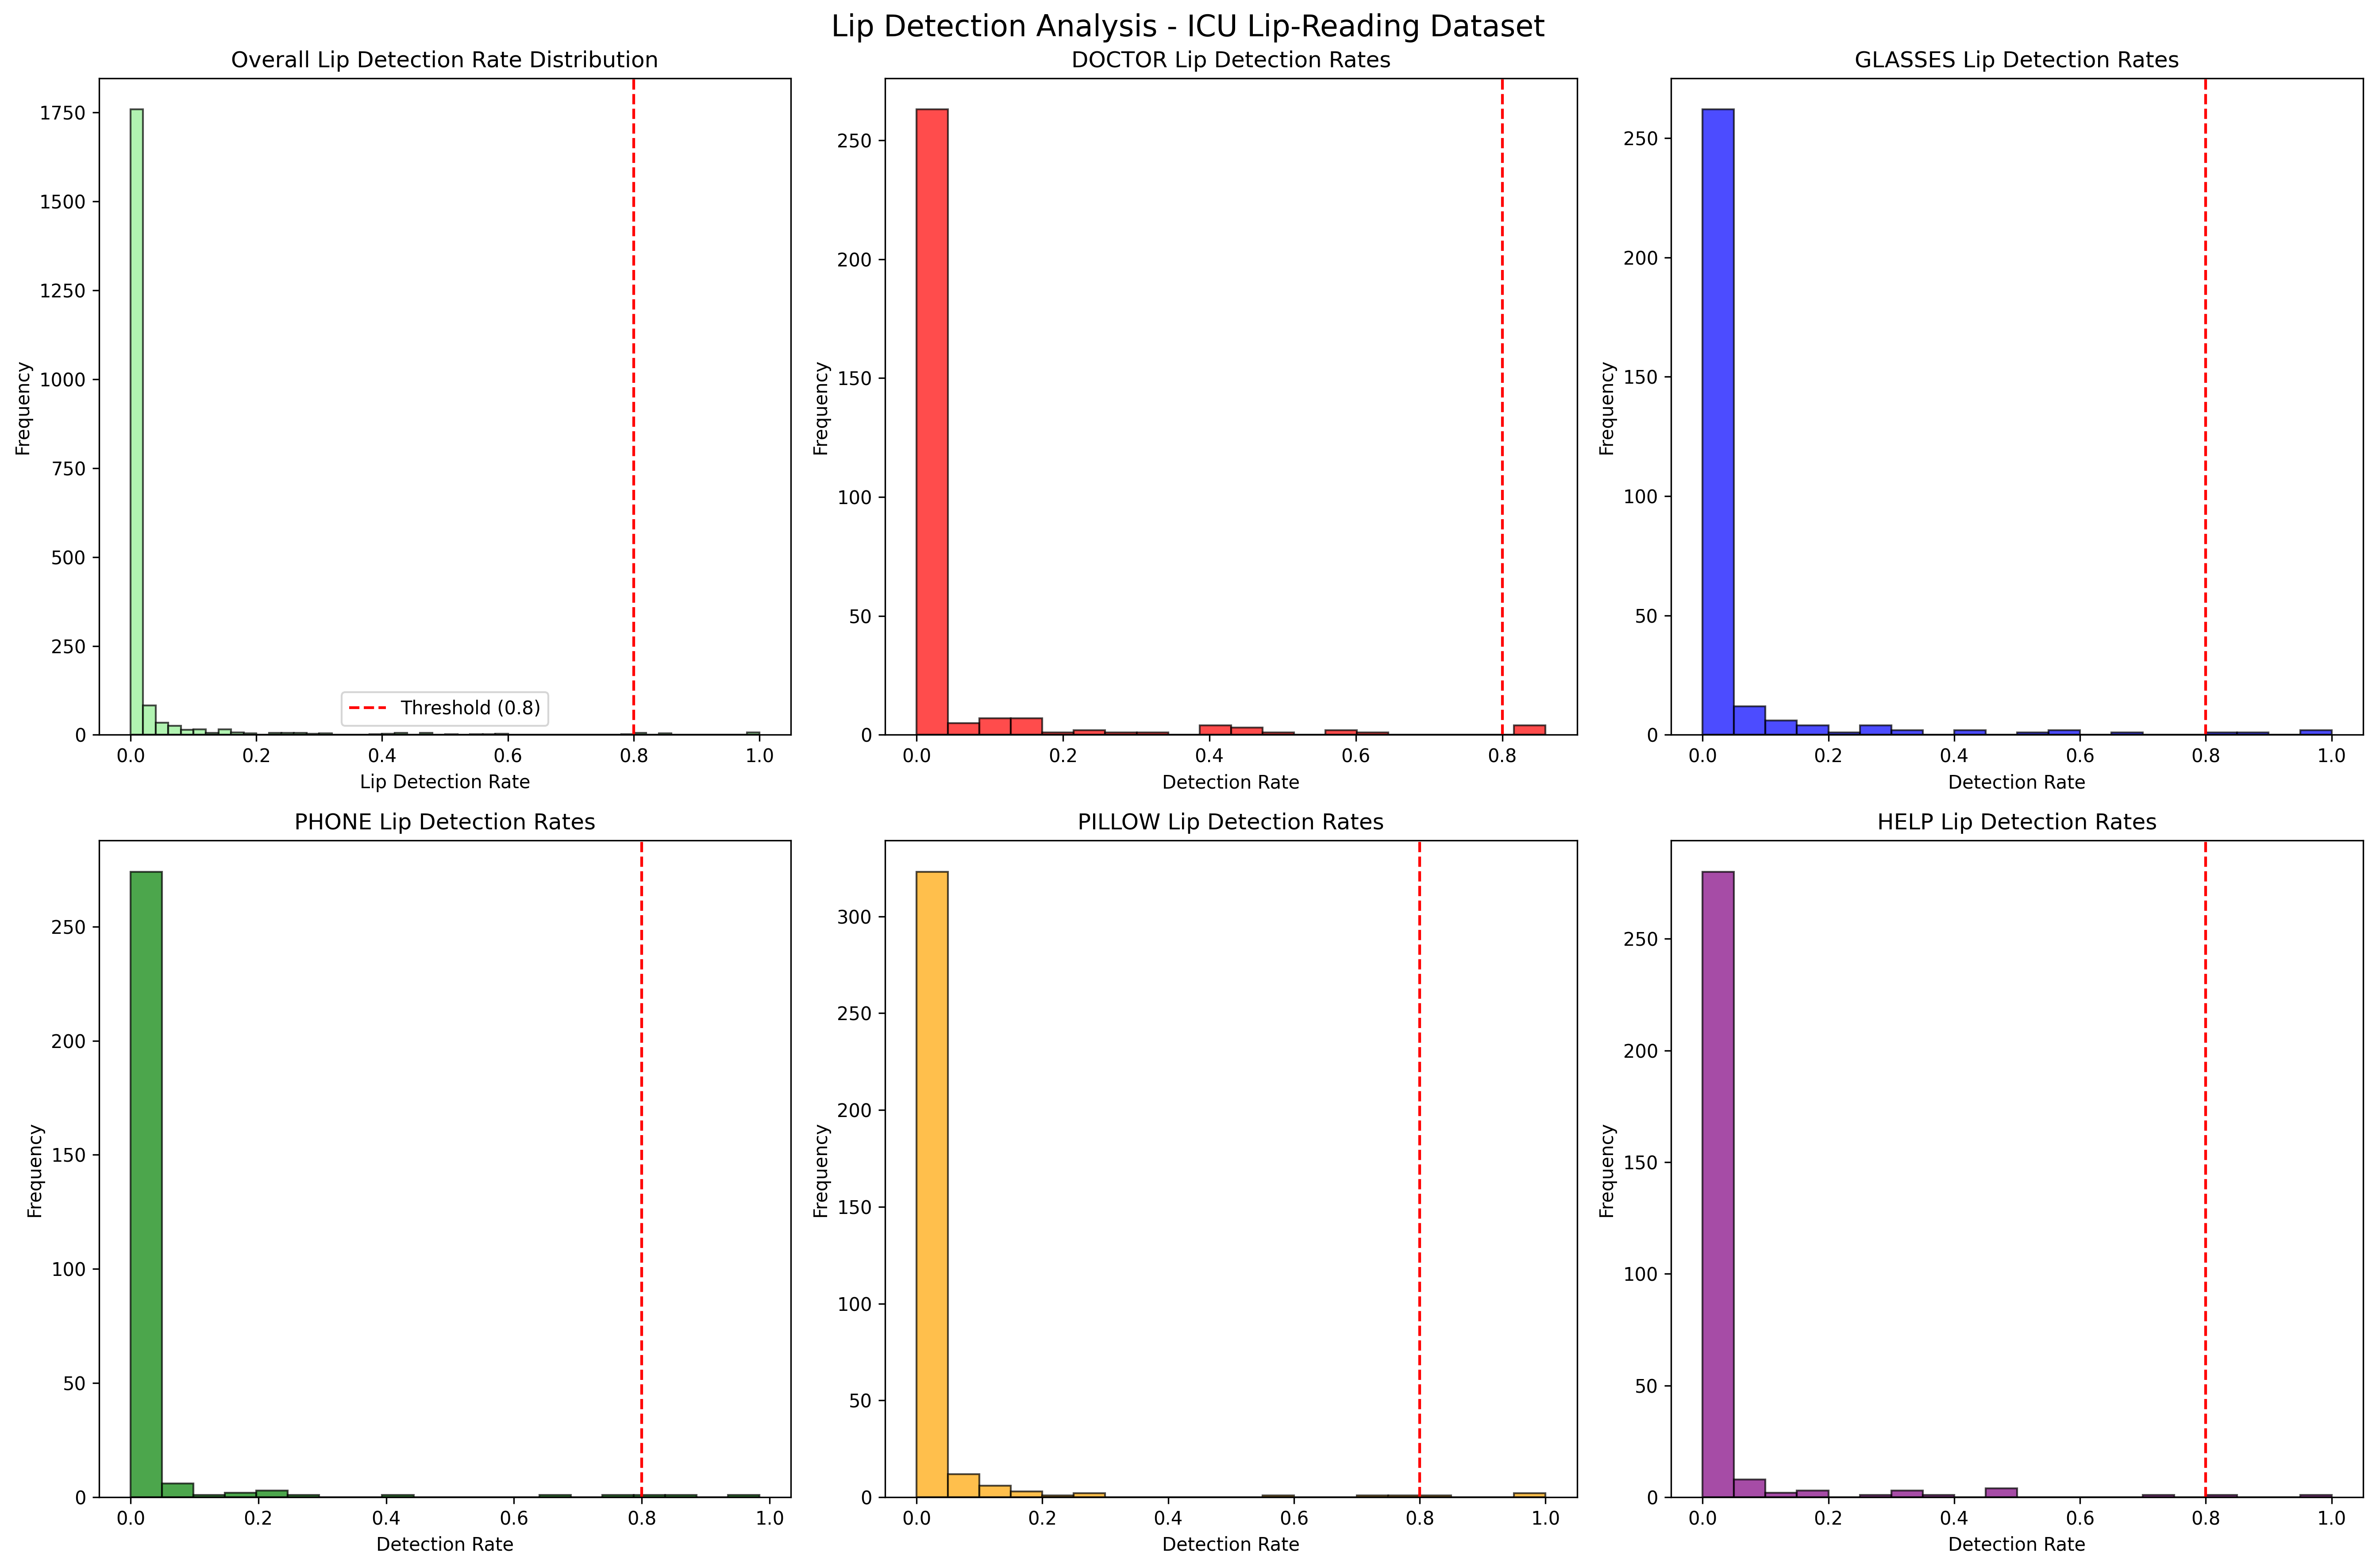 Lip Detection Analysis - ICU Lip-Reading Dataset
Overall Lip Detection Rate Distribution
Frequency
1750
1500
1250
1000
750
500
250
0
Threshold (0.8)
0.0 0.2 0.4 0.6 0.8 1.0
Lip Detection Rate
DOCTOR Lip Detection Rates
Frequency
250
200
150
100
50
0
0.0 0.2 0.4 0.6 0.8
Detection Rate
GLASSES Lip Detection Rates
Frequency
250
200
150
100
50
0
0.0 0.2 0.4 0.6 0.8 1.0
Detection Rate
PHONE Lip Detection Rates
Frequency
250
200
150
100
50
0
0.0 0.2 0.4 0.6 0.8 1.0
Detection Rate
PILLOW Lip Detection Rates
Frequency
300
250
200
150
100
50
0
0.0 0.2 0.4 0.6 0.8 1.0
Detection Rate
HELP Lip Detection Rates
Frequency
250
200
150
100
50
0
0.0 0.2 0.4 0.6 0.8 1.0
Detection Rate